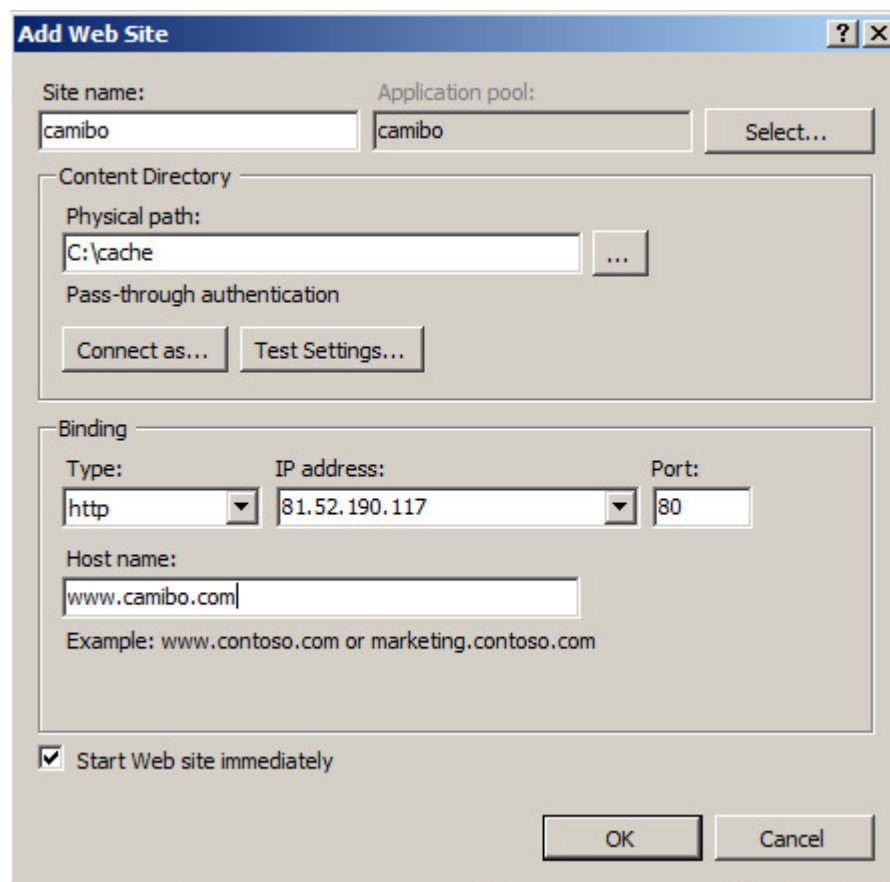 Add Web Site
Site name:
Application pool:
camibo
camibo
Select...
Content Directory
Physical path:
C:\cache
...
Pass-through authentication
Connect as...
Test Settings...
Binding
Type:
IP address:
Port:
http
81.52.190.117
80
Host name:
www.camibo.com
Example: www.contoso.com or marketing.contoso.com
Start Web site immediately
OK
Cancel